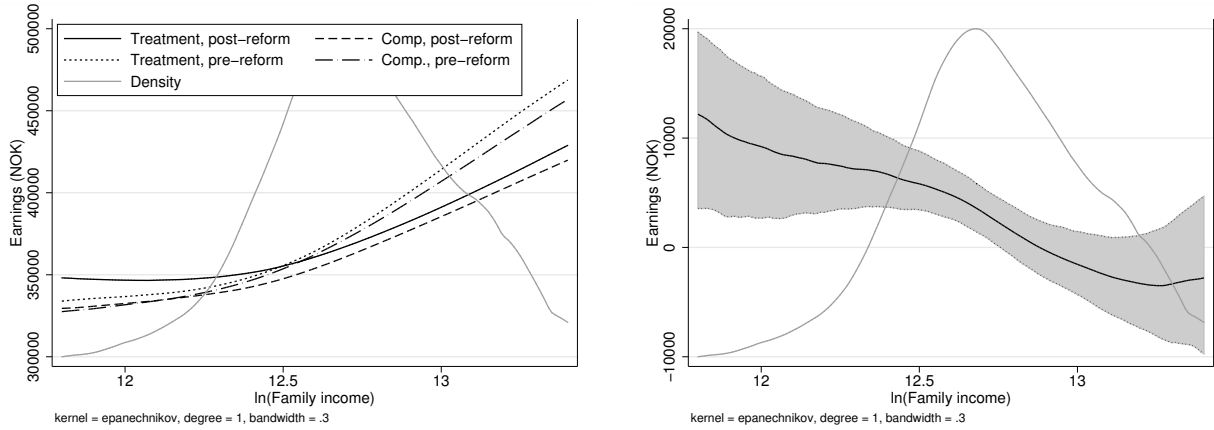 Earnings (NOK)
500000
450000
400000
350000
300000
Treatment, post−reform
Comp, post−reform
Treatment, pre−reform
Comp., pre−reform
Density
12
12.5
13
ln(Family income)
kernel = epanechnikov, degree = 1, bandwidth = .3
Earnings (NOK)
20000
10000
0
−10000
12
12.5
13
ln(Family income)
kernel = epanechnikov, degree = 1, bandwidth = .3